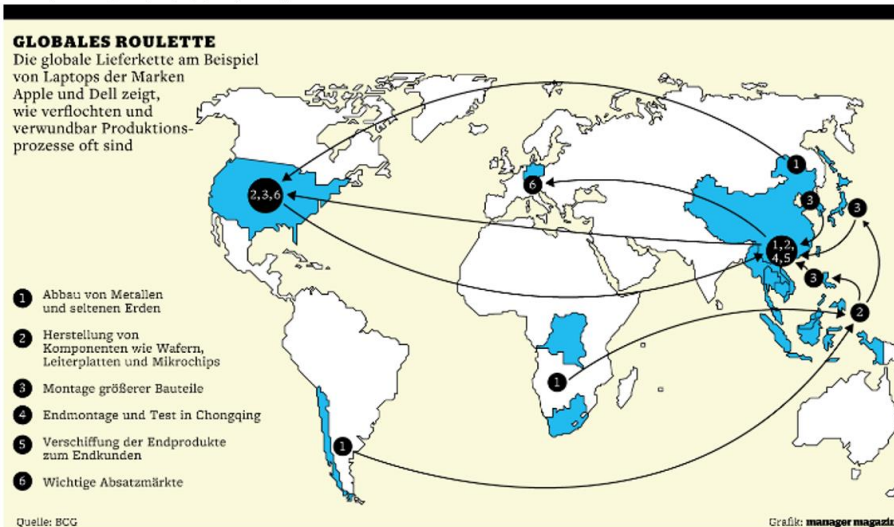 GLOBALES ROULETTE
Die globale Lieferkette am Beispiel
von Laptops der Marken
Apple und Dell zeigt,
wie verflochten und
verwundbar Produktions-
prozesse oft sind
2,3,6
6
1
3
3
1,2,
4,5
3
2
1
1
1 Abbau von Metallen
und seltenen Erden
2 Herstellung von
Komponenten wie Wafern,
Leiterplatten und Mikrochips
3 Montage größerer Bauteile
4 Endmontage und Test in Chongqing
5 Verschiffung der Endprodukte
zum Endkunden
6 Wichtige Absatzmärkte
Quelle: BCG
Grafik: manager magazin